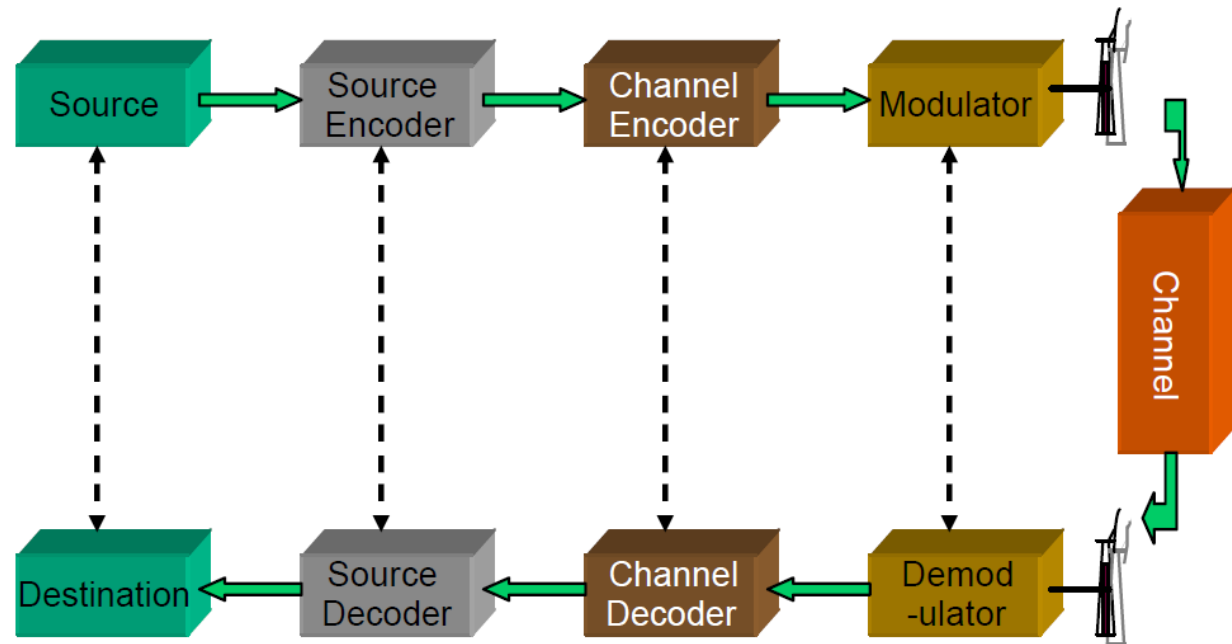 Source
Source
Encoder
Channel
Encoder
Modulator
Channel
Destination
Source
Decoder
Channel
Decoder
Demod
-ulator